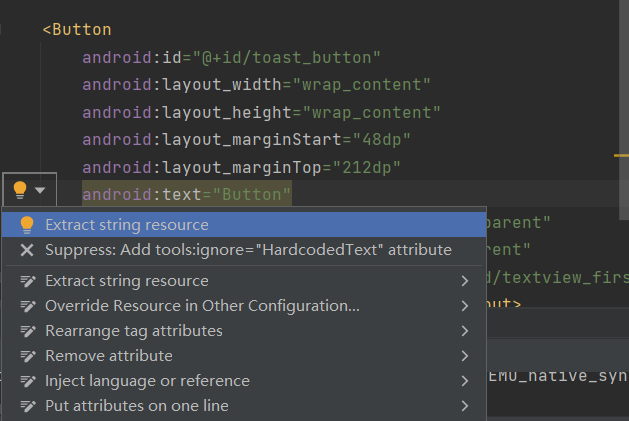 <Button
android:id="@+id/toast_button"
android:layout_width="wrap_content"
android:layout_height="wrap_content"
android:layout_marginStart="48dp"
android:layout_marginTop="212dp"
android:text="Button"
Extract string resource
parent"
Suppress: Add tools:ignore="HardcodedText" attribute
rent"
Extract string resource
d/textview_firs
Override Resource in Other Configuration...
out>
Rearrange tag attributes
Remove attribute
Inject language or reference
EMU_native_syn
Put attributes on one line